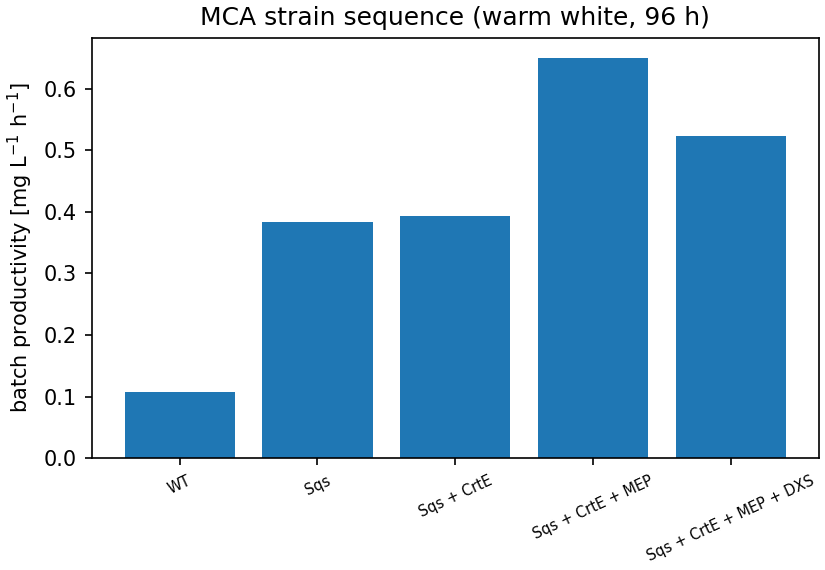 MCA strain sequence (warm white, 96 h)
batch productivity [mg L⁻¹ h⁻¹]
0.6
0.5
0.4
0.3
0.2
0.1
0.0
WT
Sqs
Sqs + CrtE
Sqs + CrtE + MEP
Sqs + CrtE + MEP + DXS